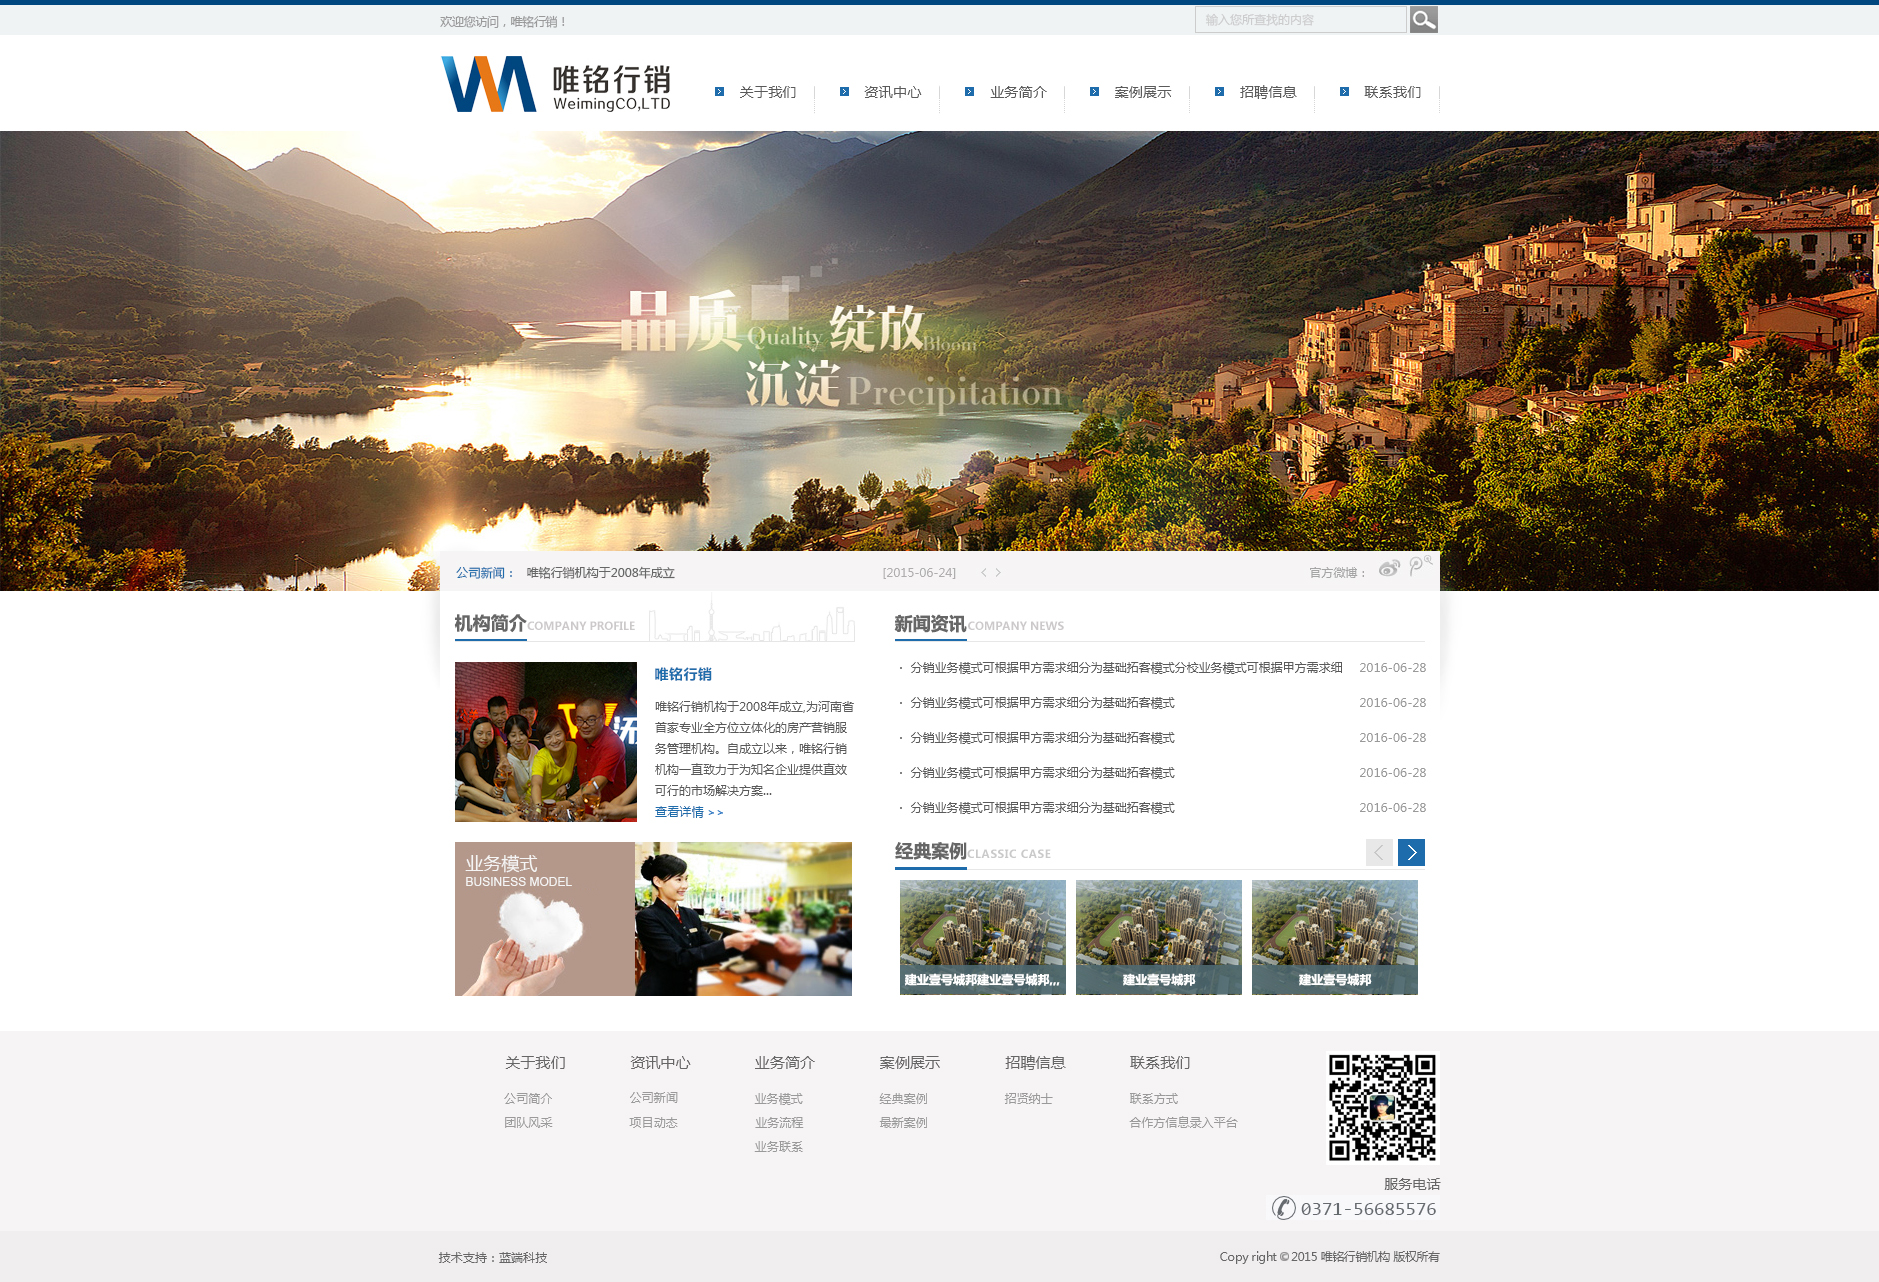 欢迎您访问，唯铭行销！
输入您所查找的内容
唯铭行销
WeimingCO,LTD
关于我们
资讯中心
业务简介
案例展示
招聘信息
联系我们
品质 Quality 绽放 Bloom
沉淀 Precipitation
公司新闻： 唯铭行销机构于2008年成立 [2015-06-24] < >
官方微博：
机构简介COMPANY PROFILE
唯铭行销
唯铭行销机构于2008年成立,为河南省
首家专业全方位立体化的房产营销服
务管理机构。自成立以来，唯铭行销
机构一直致力于为知名企业提供直效
可行的市场解决方案...
查看详情 >>
新闻资讯COMPANY NEWS
· 分销业务模式可根据甲方需求细分为基础拓客模式分校业务模式可根据甲方需求细 2016-06-28
· 分销业务模式可根据甲方需求细分为基础拓客模式 2016-06-28
· 分销业务模式可根据甲方需求细分为基础拓客模式 2016-06-28
· 分销业务模式可根据甲方需求细分为基础拓客模式 2016-06-28
· 分销业务模式可根据甲方需求细分为基础拓客模式 2016-06-28
业务模式
BUSINESS MODEL
经典案例CLASSIC CASE
建业壹号城邦建业壹号城邦,,,
建业壹号城邦
建业壹号城邦
关于我们
公司简介
团队风采
资讯中心
公司新闻
项目动态
业务简介
业务模式
业务流程
业务联系
案例展示
经典案例
最新案例
招聘信息
招贤纳士
联系我们
联系方式
合作方信息录入平台
服务电话
0371-56685576
技术支持：蓝端科技
Copy right © 2015 唯铭行销机构 版权所有